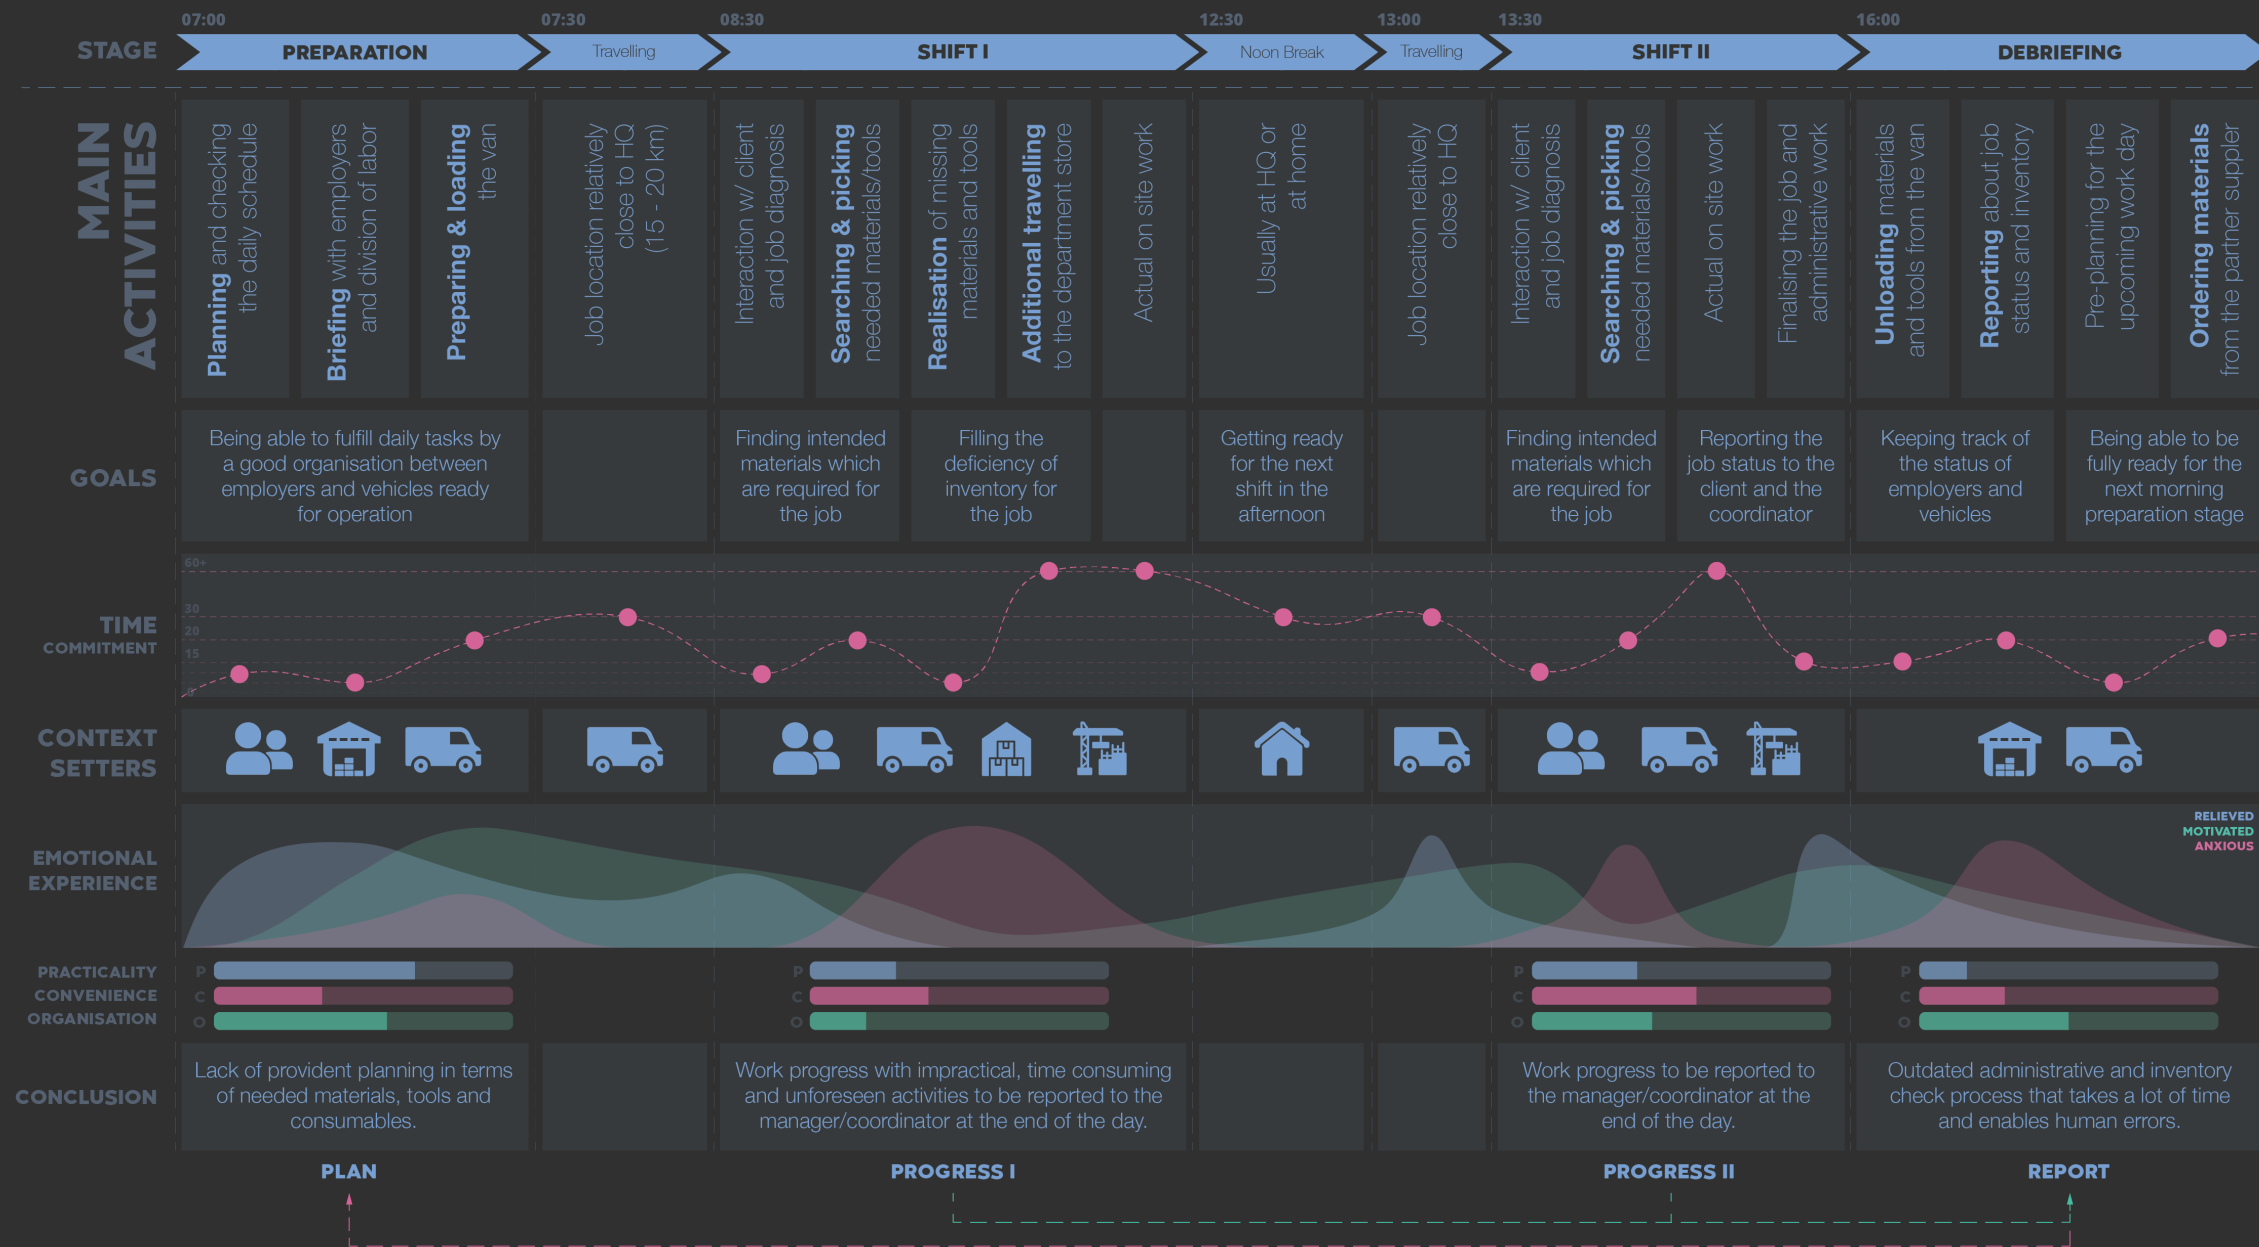 07:00
07:30
08:30
12:30
13:00
13:30
16:00
STAGE
PREPARATION
Travelling
SHIFT I
Noon Break
Travelling
SHIFT II
DEBRIEFING
MAIN
ACTIVITIES
Planning and checking
the daily schedule
Briefing with employers
and division of labor
Preparing & loading
the van
Job location relatively
close to HQ
(15 - 20 km)
Interaction w/ client
and job diagnosis
Searching & picking
needed materials/tools
Realisation of missing
materials and tools
Additional travelling
to the department store
Actual on site work
Usually at HQ or
at home
Job location relatively
close to HQ
Interaction w/ client
and job diagnosis
Searching & picking
needed materials/tools
Actual on site work
Finalising the job and
administrative work
Unloading materials
and tools from the van
Reporting about job
status and inventory
Pre-planning for the
upcoming work day
Ordering materials
from the partner suppler
GOALS
Being able to fulfill daily tasks by
a good organisation between
employers and vehicles ready
for operation
Finding intended
materials which
are required for
the job
Filling the
deficiency of
inventory for
the job
Getting ready
for the next
shift in the
afternoon
Finding intended
materials which
are required for
the job
Reporting the
job status to the
client and the
coordinator
Keeping track of
the status of
employers and
vehicles
Being able to be
fully ready for the
next morning
preparation stage
TIME
COMMITMENT
60+
30
20
15
0
CONTEXT
SETTERS
EMOTIONAL
EXPERIENCE
RELIEVED
MOTIVATED
ANXIOUS
PRACTICALITY
CONVENIENCE
ORGANISATION
P
C
O
P
C
O
P
C
O
P
C
O
CONCLUSION
Lack of provident planning in terms
of needed materials, tools and
consumables.
Work progress with impractical, time consuming
and unforeseen activities to be reported to the
manager/coordinator at the end of the day.
Work progress to be reported to
the manager/coordinator at the
end of the day.
Outdated administrative and inventory
check process that takes a lot of time
and enables human errors.
PLAN
PROGRESS I
PROGRESS II
REPORT